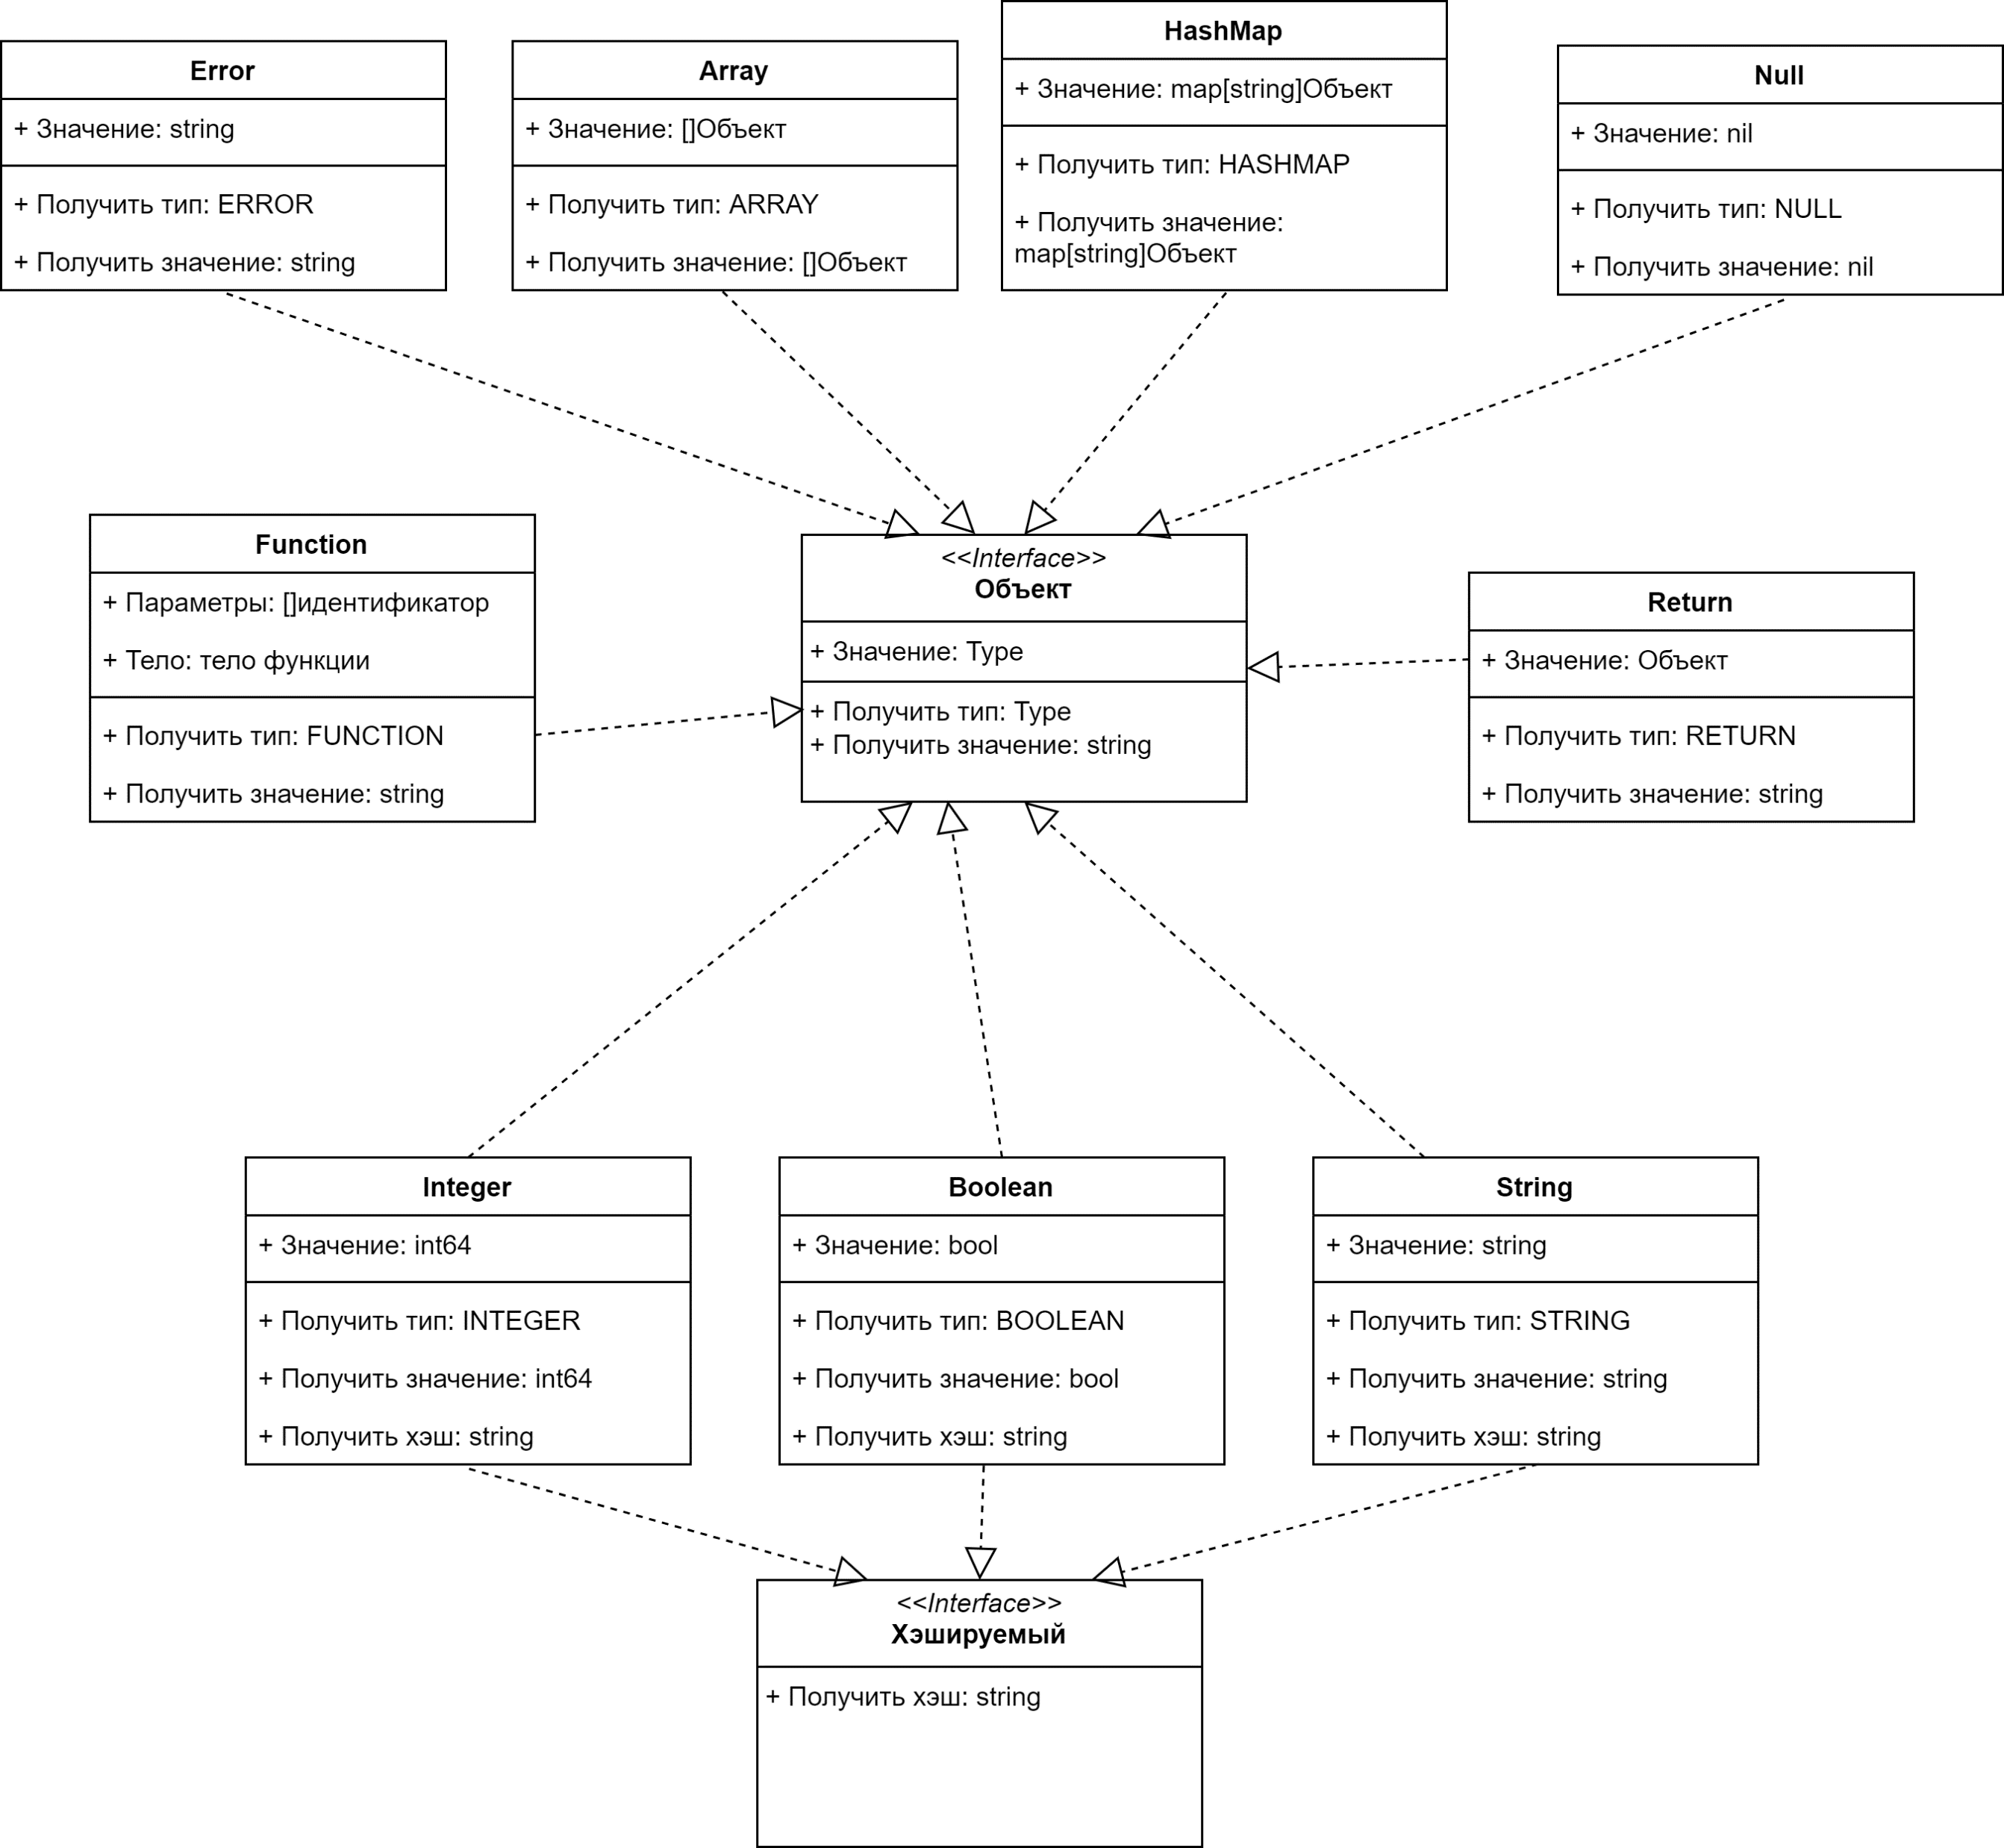 Error
+ Значение: string
+ Получить тип: ERROR
+ Получить значение: string
Array
+ Значение: []Объект
+ Получить тип: ARRAY
+ Получить значение: []Объект
HashMap
+ Значение: map[string]Объект
+ Получить тип: HASHMAP
+ Получить значение:
map[string]Объект
Null
+ Значение: nil
+ Получить тип: NULL
+ Получить значение: nil
Function
+ Параметры: []идентификатор
+ Тело: тело функции
+ Получить тип: FUNCTION
+ Получить значение: string
<<Interface>>
Объект
+ Значение: Type
+ Получить тип: Type
+ Получить значение: string
Return
+ Значение: Объект
+ Получить тип: RETURN
+ Получить значение: string
Integer
+ Значение: int64
+ Получить тип: INTEGER
+ Получить значение: int64
+ Получить хэш: string
Boolean
+ Значение: bool
+ Получить тип: BOOLEAN
+ Получить значение: bool
+ Получить хэш: string
String
+ Значение: string
+ Получить тип: STRING
+ Получить значение: string
+ Получить хэш: string
<<Interface>>
Хэшируемый
+ Получить хэш: string